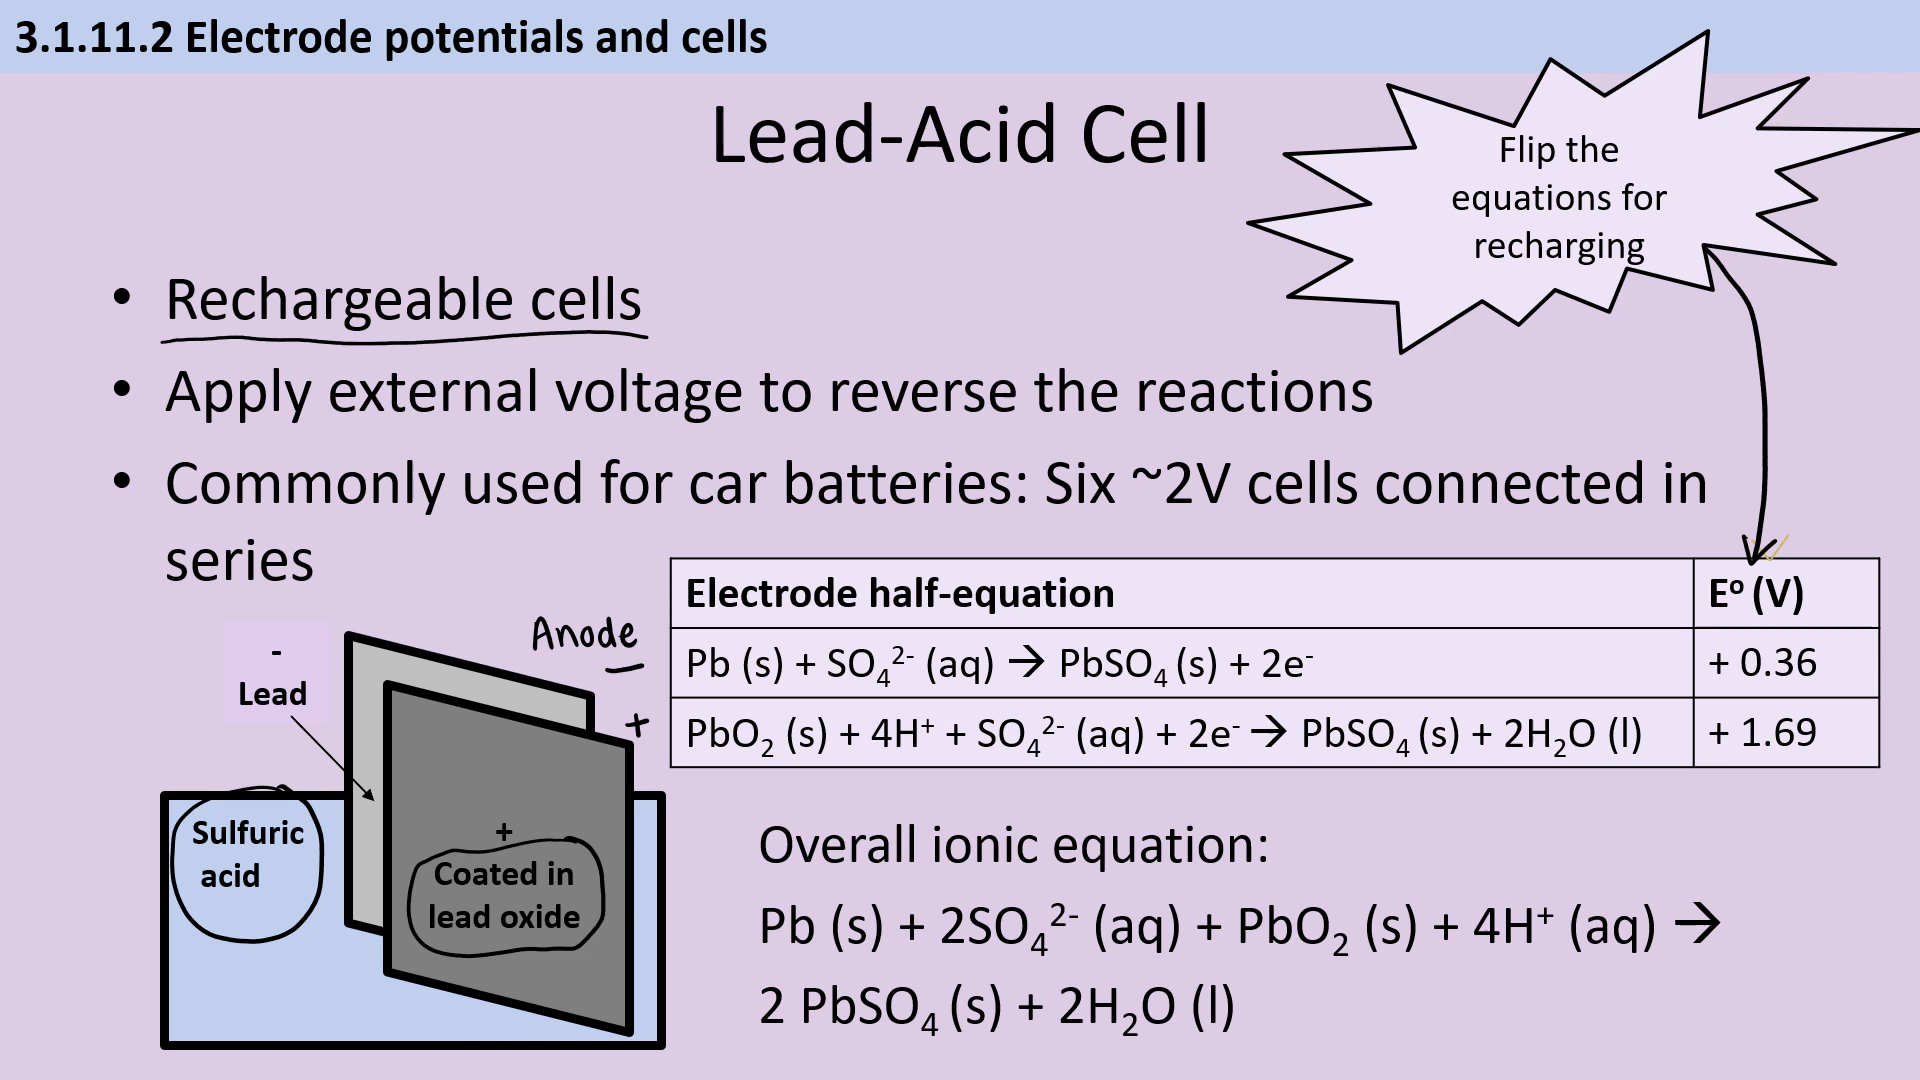 3.1.11.2 Electrode potentials and cells
Lead-Acid Cell
Flip the
equations for
recharging
• Rechargeable cells
• Apply external voltage to reverse the reactions
• Commonly used for car batteries: Six ~2V cells connected in
series
Electrode half-equation E° (V)
Pb (s) + SO₄²⁻ (aq) → PbSO₄ (s) + 2e⁻ + 0.36
PbO₂ (s) + 4H⁺ + SO₄²⁻ (aq) + 2e⁻ → PbSO₄ (s) + 2H₂O (l) + 1.69
Anode
-
+
-
Lead
Sulfuric
acid
+
Coated in
lead oxide
Overall ionic equation:
Pb (s) + 2SO₄²⁻ (aq) + PbO₂ (s) + 4H⁺ (aq) →
2 PbSO₄ (s) + 2H₂O (l)